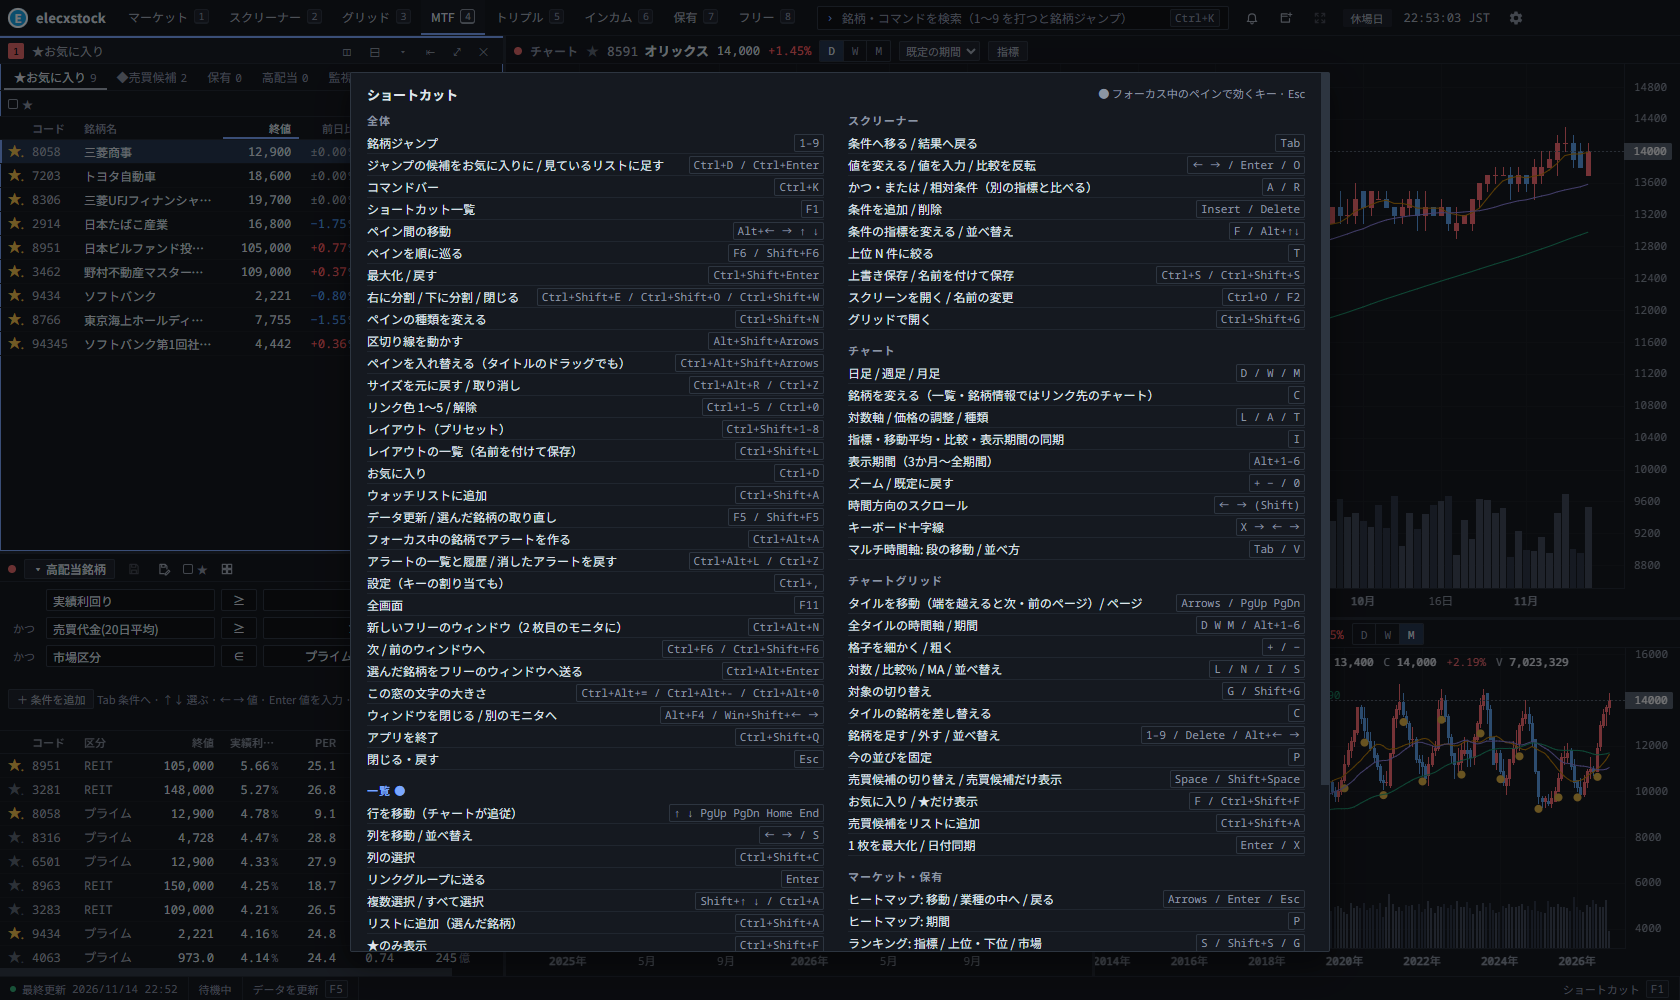 elecxstock
マーケット 1 スクリーナー 2 グリッド 3 MTF 4 トリプル 5 インカム 6 保有 7 フリー 8
› 銘柄・コマンドを検索（1〜9 を打つと銘柄ジャンプ） Ctrl+K
休場日 22:53:03 JST
1 ★お気に入り
チャート ★ 8591 オリックス 14,000 +1.45% D W M 既定の期間 指標
★お気に入り 9 ◆売買候補 2 保有 0 高配当 0 監視
コード 銘柄名 終値 前日比
8058 三菱商事 12,900 ±0.00
7203 トヨタ自動車 18,600 ±0.00
8306 三菱UFJフィナンシャ… 19,700 ±0.00
2914 日本たばこ産業 16,800 −1.75
8951 日本ビルファンド投… 105,000 +0.77
3462 野村不動産マスター… 109,000 +0.37
9434 ソフトバンク 2,221 −0.80
8766 東京海上ホールディ… 7,755 −1.55
94345 ソフトバンク第1回社… 4,442 +0.36
高配当銘柄
実績利回り ≥
かつ 売買代金(20日平均) ≥
かつ 市場区分 ∈ プライム
＋条件を追加 Tab 条件へ · ↑↓ 選ぶ · ←→ 値 · Enter 値を入力 ·
コード 区分 終値 実績利… PER
8951 REIT 105,000 5.66% 25.1
3281 REIT 148,000 5.27% 26.8
8058 プライム 12,900 4.78% 9.1
8316 プライム 4,728 4.47% 28.8
6501 プライム 12,900 4.33% 27.9
8963 REIT 150,000 4.25% 18.7
3283 REIT 109,000 4.21% 26.5
9434 プライム 2,221 4.16% 24.8
4063 プライム 973.0 4.14% 24.4 0.74 245億
ショートカット
フォーカス中のペインで効くキー · Esc
全体
銘柄ジャンプ 1-9
ジャンプの候補をお気に入りに / 見ているリストに足す Ctrl+D / Ctrl+Enter
コマンドバー Ctrl+K
ショートカット一覧 F1
ペイン間の移動 Alt+← → ↑ ↓
ペインを順に巡る F6 / Shift+F6
最大化 / 戻す Ctrl+Shift+Enter
右に分割 / 下に分割 / 閉じる Ctrl+Shift+E / Ctrl+Shift+O / Ctrl+Shift+W
ペインの種類を変える Ctrl+Shift+N
区切り線を動かす Alt+Shift+Arrows
ペインを入れ替える（タイトルのドラッグでも） Ctrl+Alt+Shift+Arrows
サイズを元に戻す / 取り消し Ctrl+Alt+R / Ctrl+Z
リンク色 1〜5 / 解除 Ctrl+1-5 / Ctrl+0
レイアウト（プリセット） Ctrl+Shift+1-8
レイアウトの一覧（名前を付けて保存） Ctrl+Shift+L
お気に入り Ctrl+D
ウォッチリストに追加 Ctrl+Shift+A
データ更新 / 選んだ銘柄の取り直し F5 / Shift+F5
フォーカス中の銘柄でアラートを作る Ctrl+Alt+A
アラートの一覧と履歴 / 消したアラートを戻す Ctrl+Alt+L / Ctrl+Z
設定（キーの割り当ても） Ctrl+,
全画面 F11
新しいフリーのウィンドウ（2 枚目のモニタに） Ctrl+Alt+N
次 / 前のウィンドウへ Ctrl+F6 / Ctrl+Shift+F6
選んだ銘柄をフリーのウィンドウへ送る Ctrl+Alt+Enter
この窓の文字の大きさ Ctrl+Alt+= / Ctrl+Alt+- / Ctrl+Alt+0
ウィンドウを閉じる / 別のモニタへ Alt+F4 / Win+Shift+← →
アプリを終了 Ctrl+Shift+Q
閉じる・戻す Esc
一覧
行を移動（チャートが追従） ↑ ↓ PgUp PgDn Home End
列を移動 / 並べ替え ← → / S
列の選択 Ctrl+Shift+C
リンクグループに送る Enter
複数選択 / すべて選択 Shift+↑ ↓ / Ctrl+A
リストに追加（選んだ銘柄） Ctrl+Shift+A
★のみ表示 Ctrl+Shift+F
スクリーナー
条件へ移る / 結果へ戻る Tab
値を変える / 値を入力 / 比較を反転 ← → / Enter / O
かつ・または / 相対条件（別の指標と比べる） A / R
条件を追加 / 削除 Insert / Delete
条件の指標を変える / 並べ替え F / Alt+↑↓
上位 N 件に絞る T
上書き保存 / 名前を付けて保存 Ctrl+S / Ctrl+Shift+S
スクリーンを開く / 名前の変更 Ctrl+O / F2
グリッドで開く Ctrl+Shift+G
チャート
日足 / 週足 / 月足 D / W / M
銘柄を変える（一覧・銘柄情報ではリンク先のチャート） C
対数軸 / 価格の調整 / 種類 L / A / T
指標・移動平均・比較・表示期間の同期 I
表示期間（3か月〜全期間） Alt+1-6
ズーム / 既定に戻す + − / 0
時間方向のスクロール ← → (Shift)
キーボード十字線 X → ← →
マルチ時間軸: 段の移動 / 並べ方 Tab / V
チャートグリッド
タイルを移動（端を越えると次・前のページ）/ ページ Arrows / PgUp PgDn
全タイルの時間軸 / 期間 D W M / Alt+1-6
格子を細かく / 粗く + / −
対数 / 比較% / MA / 並べ替え L / N / I / S
対象の切り替え G / Shift+G
タイルの銘柄を差し替える C
銘柄を足す / 外す / 並べ替え 1-9 / Delete / Alt+← →
今の並びを固定 P
売買候補の切り替え / 売買候補だけ表示 Space / Shift+Space
お気に入り / ★だけ表示 F / Ctrl+Shift+F
売買候補をリストに追加 Ctrl+Shift+A
1 枚を最大化 / 日付同期 Enter / X
マーケット・保有
ヒートマップ: 移動 / 業種の中へ / 戻る Arrows / Enter / Esc
ヒートマップ: 期間 P
ランキング: 指標 / 上位・下位 / 市場 S / Shift+S / G
14800
14400
14000
13600
13200
12800
12400
12000
11600
11200
10800
10400
10000
9600
9200
8800
10月 16日 11月
5% D W M
13,400 C 14,000 +2.19% V 7,023,329
16000
14000
12000
10000
8000
6000
4000
2025年 5月 9月 2026年 5月 9月 2014年 2016年 2018年 2020年 2022年 2024年 2026年
最終更新 2026/11/14 22:52 待機中 データを更新 F5
ショートカット F1